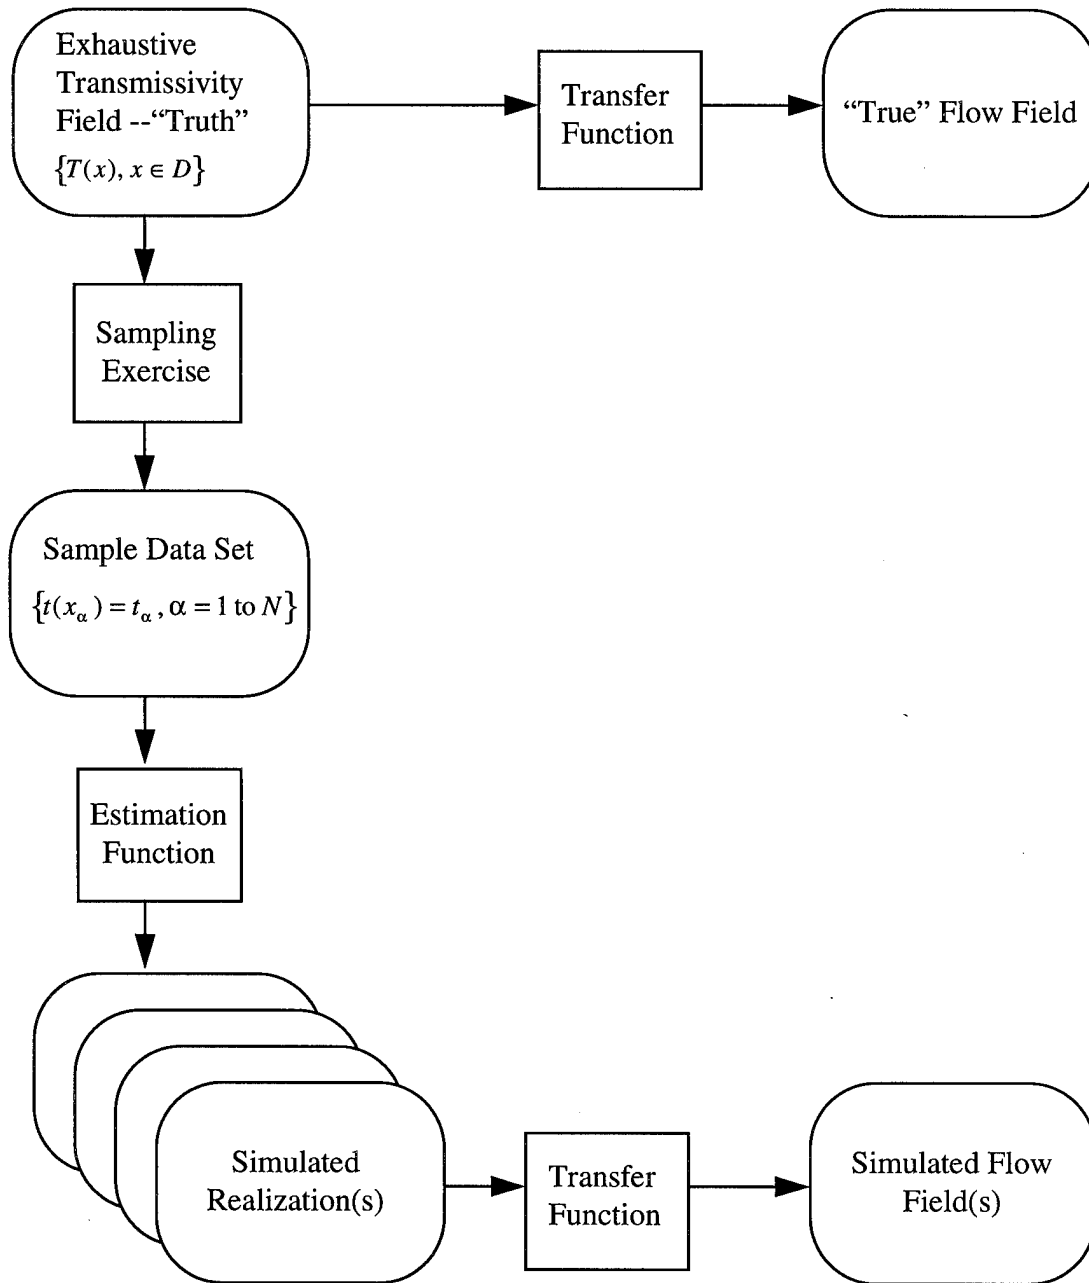 Exhaustive
Transmissivity
Field --“Truth”
{T(x), x ∈ D}
Transfer
Function
“True” Flow Field
Sampling
Exercise
Sample Data Set
{t(x_α) = t_α, α = 1 to N}
Estimation
Function
Simulated
Realization(s)
Transfer
Function
Simulated Flow
Field(s)